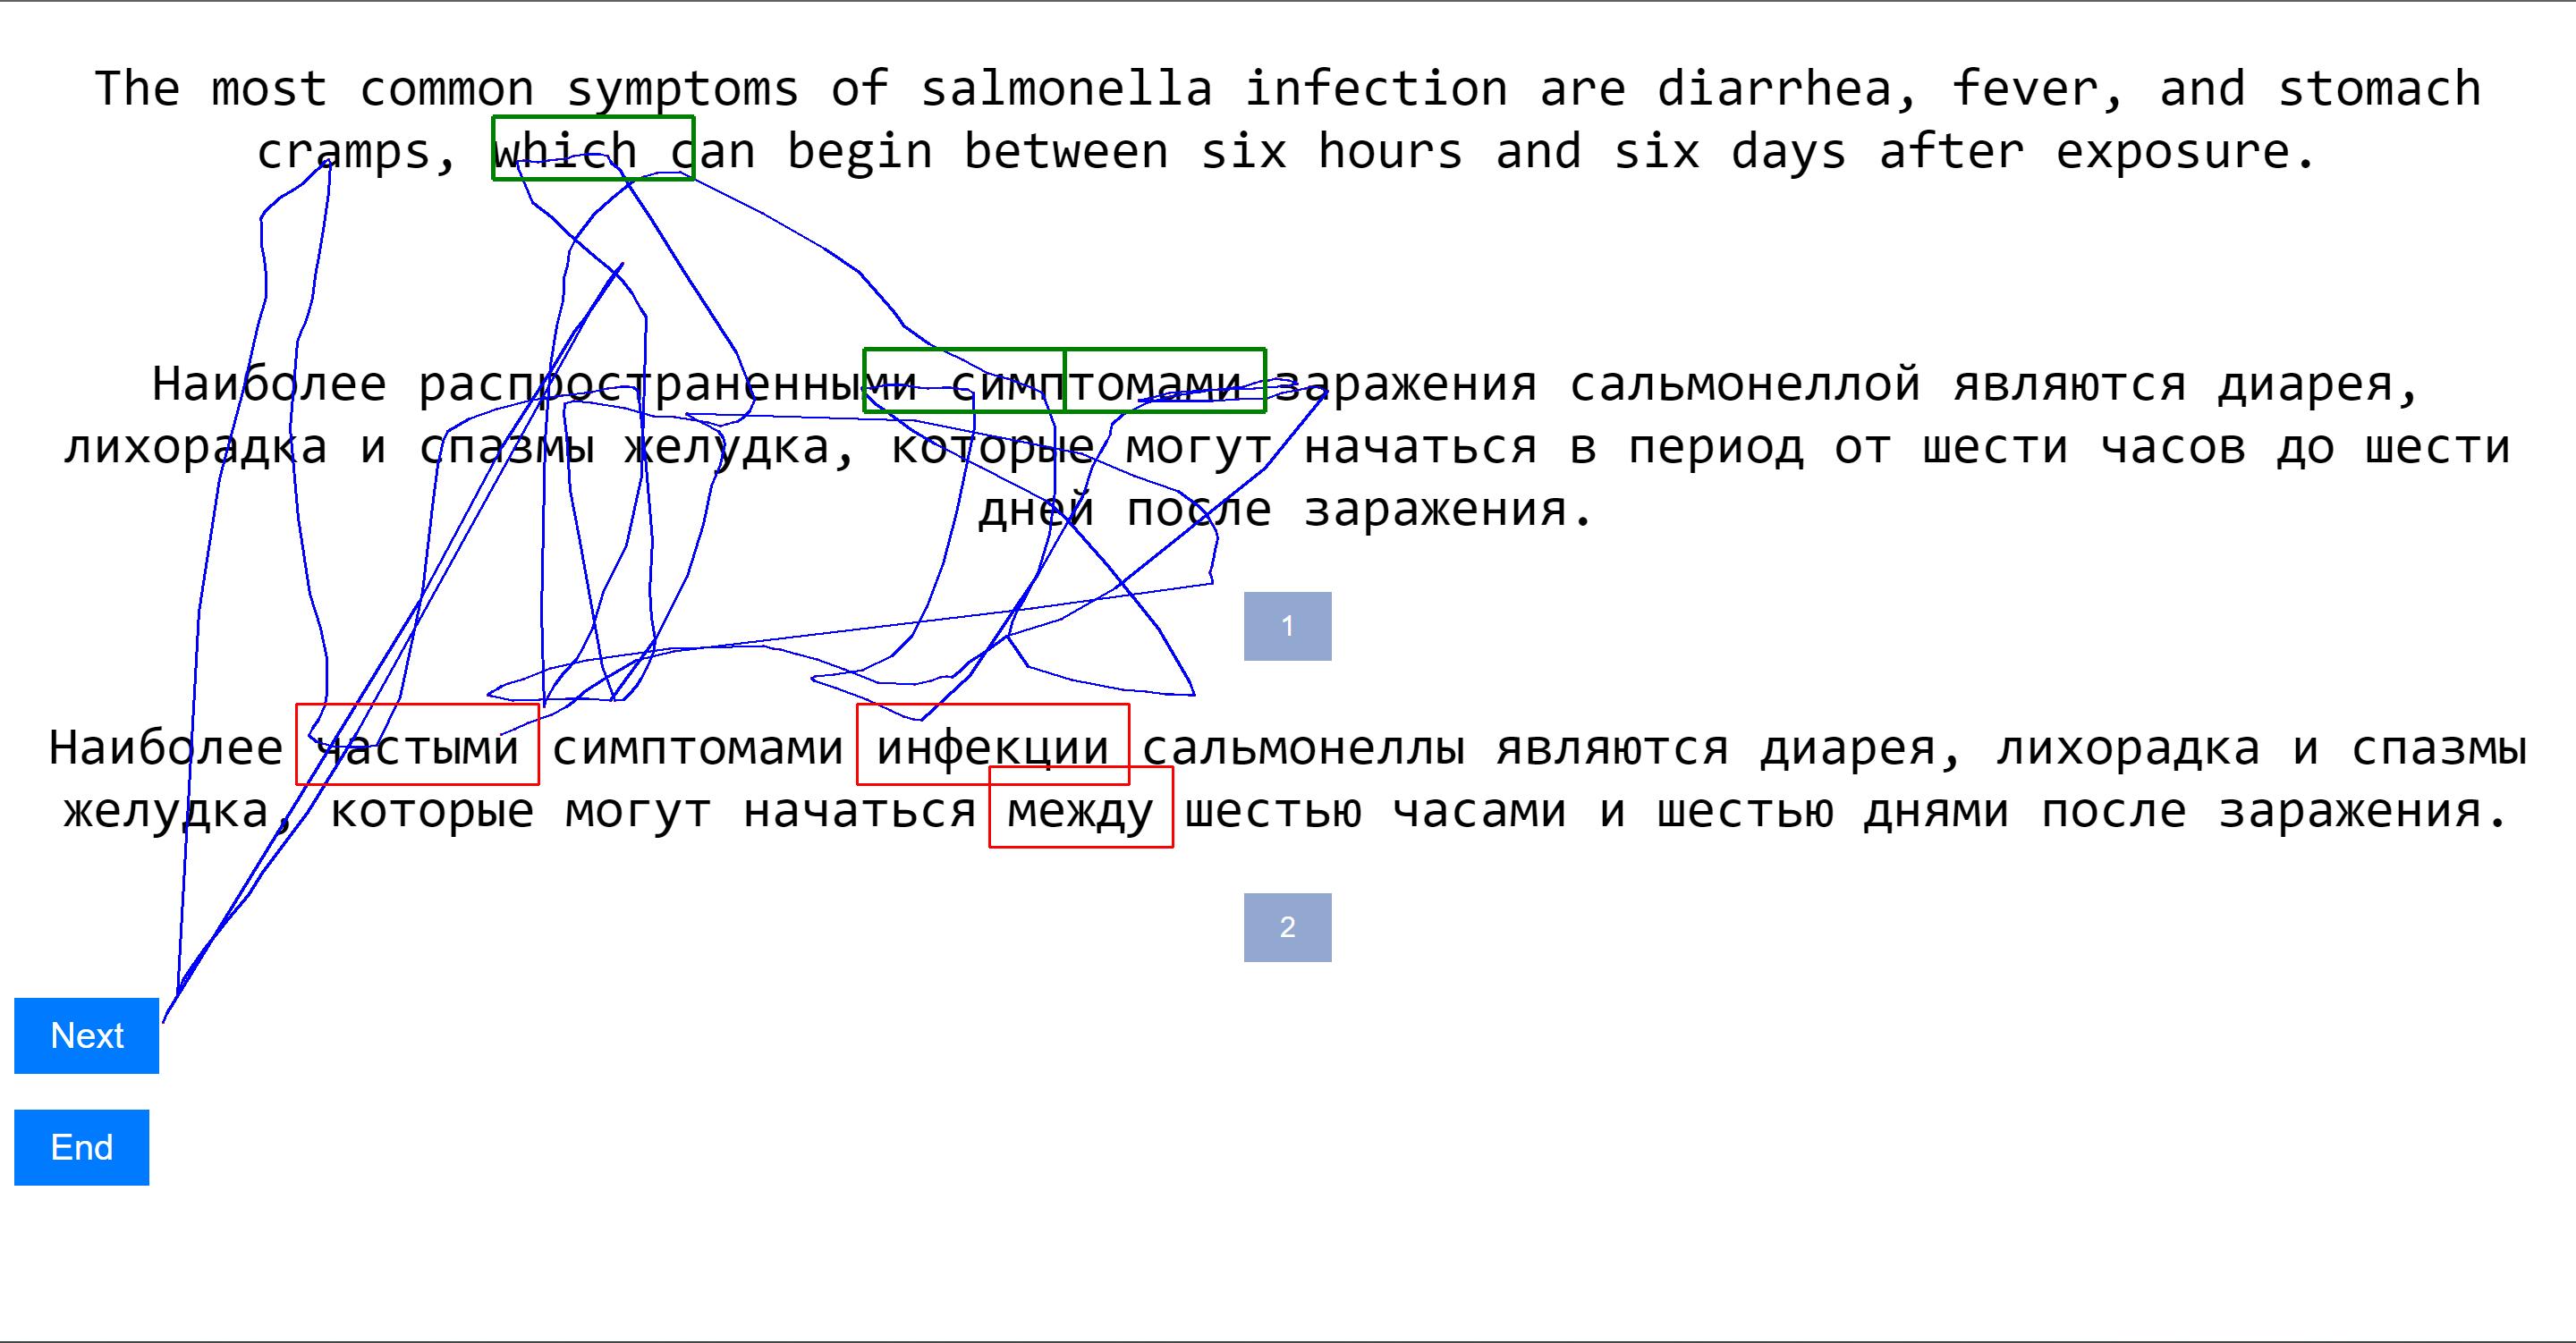 The most common symptoms of salmonella infection are diarrhea, fever, and stomach
cramps, which can begin between six hours and six days after exposure.
Наиболее распространенными симптомами заражения сальмонеллой являются диарея,
лихорадка и спазмы желудка, которые могут начаться в период от шести часов до шести
дней после заражения.
1
Наиболее частыми симптомами инфекции сальмонеллы являются диарея, лихорадка и спазмы
желудка, которые могут начаться между шестью часами и шестью днями после заражения.
2
Next
End